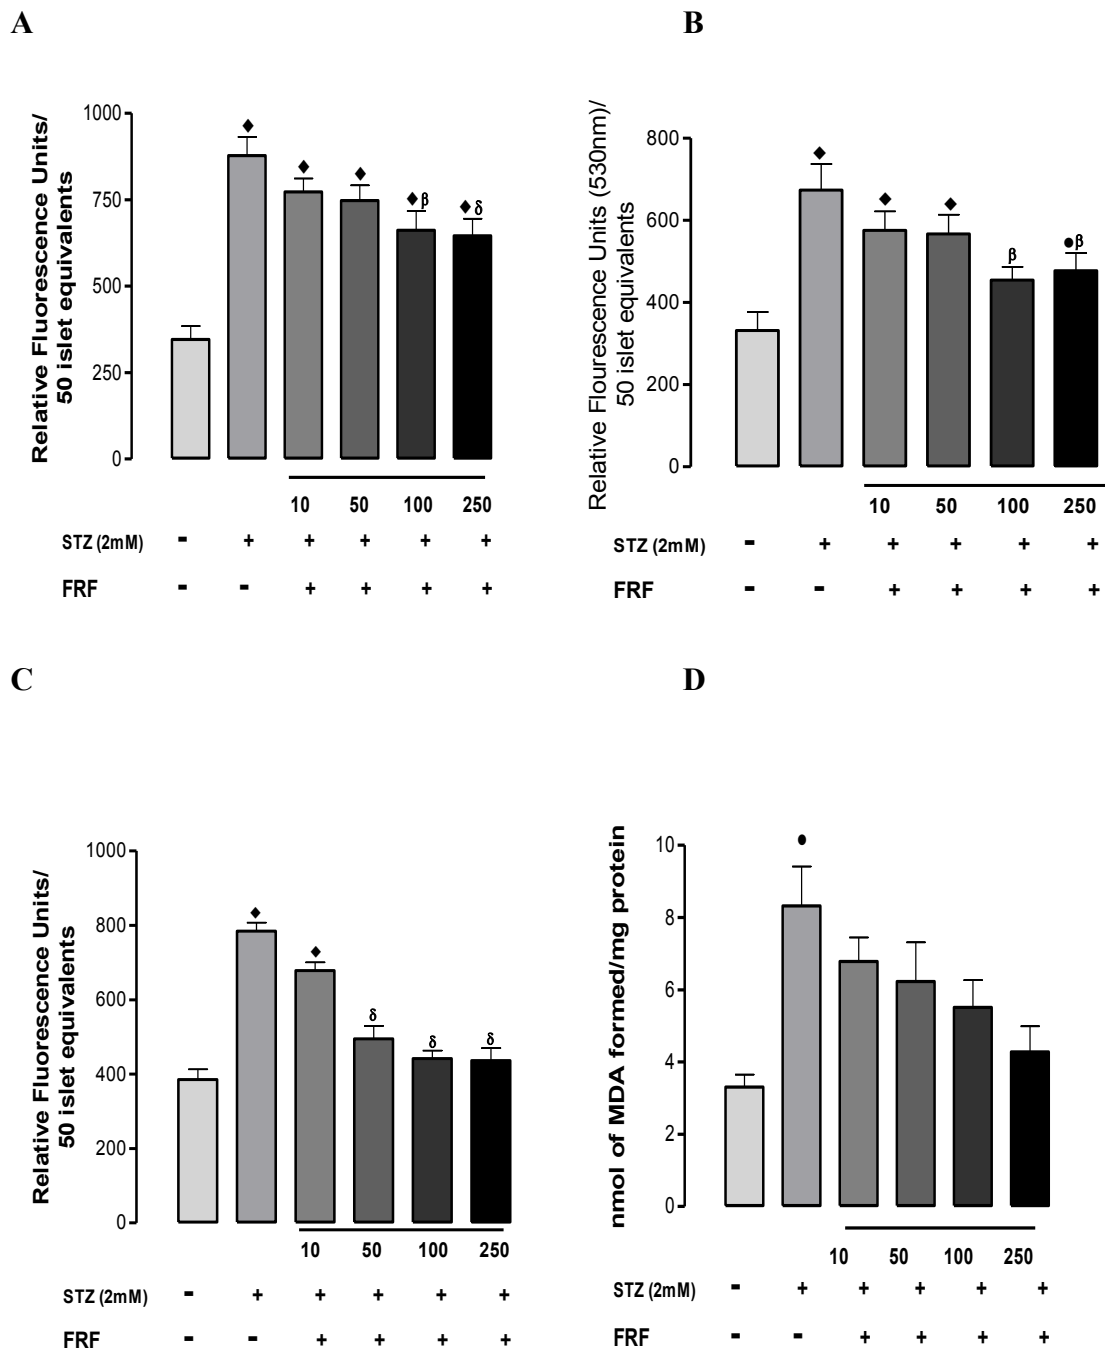 A
B
Relative Fluorescence Units/
50 islet equivalents
1000
750
500
250
0
◆
◆
◆
◆β
◆δ
10 50 100 250
STZ (2mM) - + + + + +
FRF - - + + + +
Relative Flourescence Units (530nm)/
50 islet equivalents
800
600
400
200
0
◆
◆
◆
β
●β
10 50 100 250
STZ (2mM) - + + + + +
FRF - - + + + +
C
D
Relative Fluorescence Units/
50 islet equivalents
1000
800
600
400
200
0
◆
◆
δ
δ
δ
10 50 100 250
STZ (2mM) - + + + + +
FRF - - + + + +
nmol of MDA formed/mg protein
10
8
6
4
2
0
●
10 50 100 250
STZ (2mM) - + + + + +
FRF - - + + + +